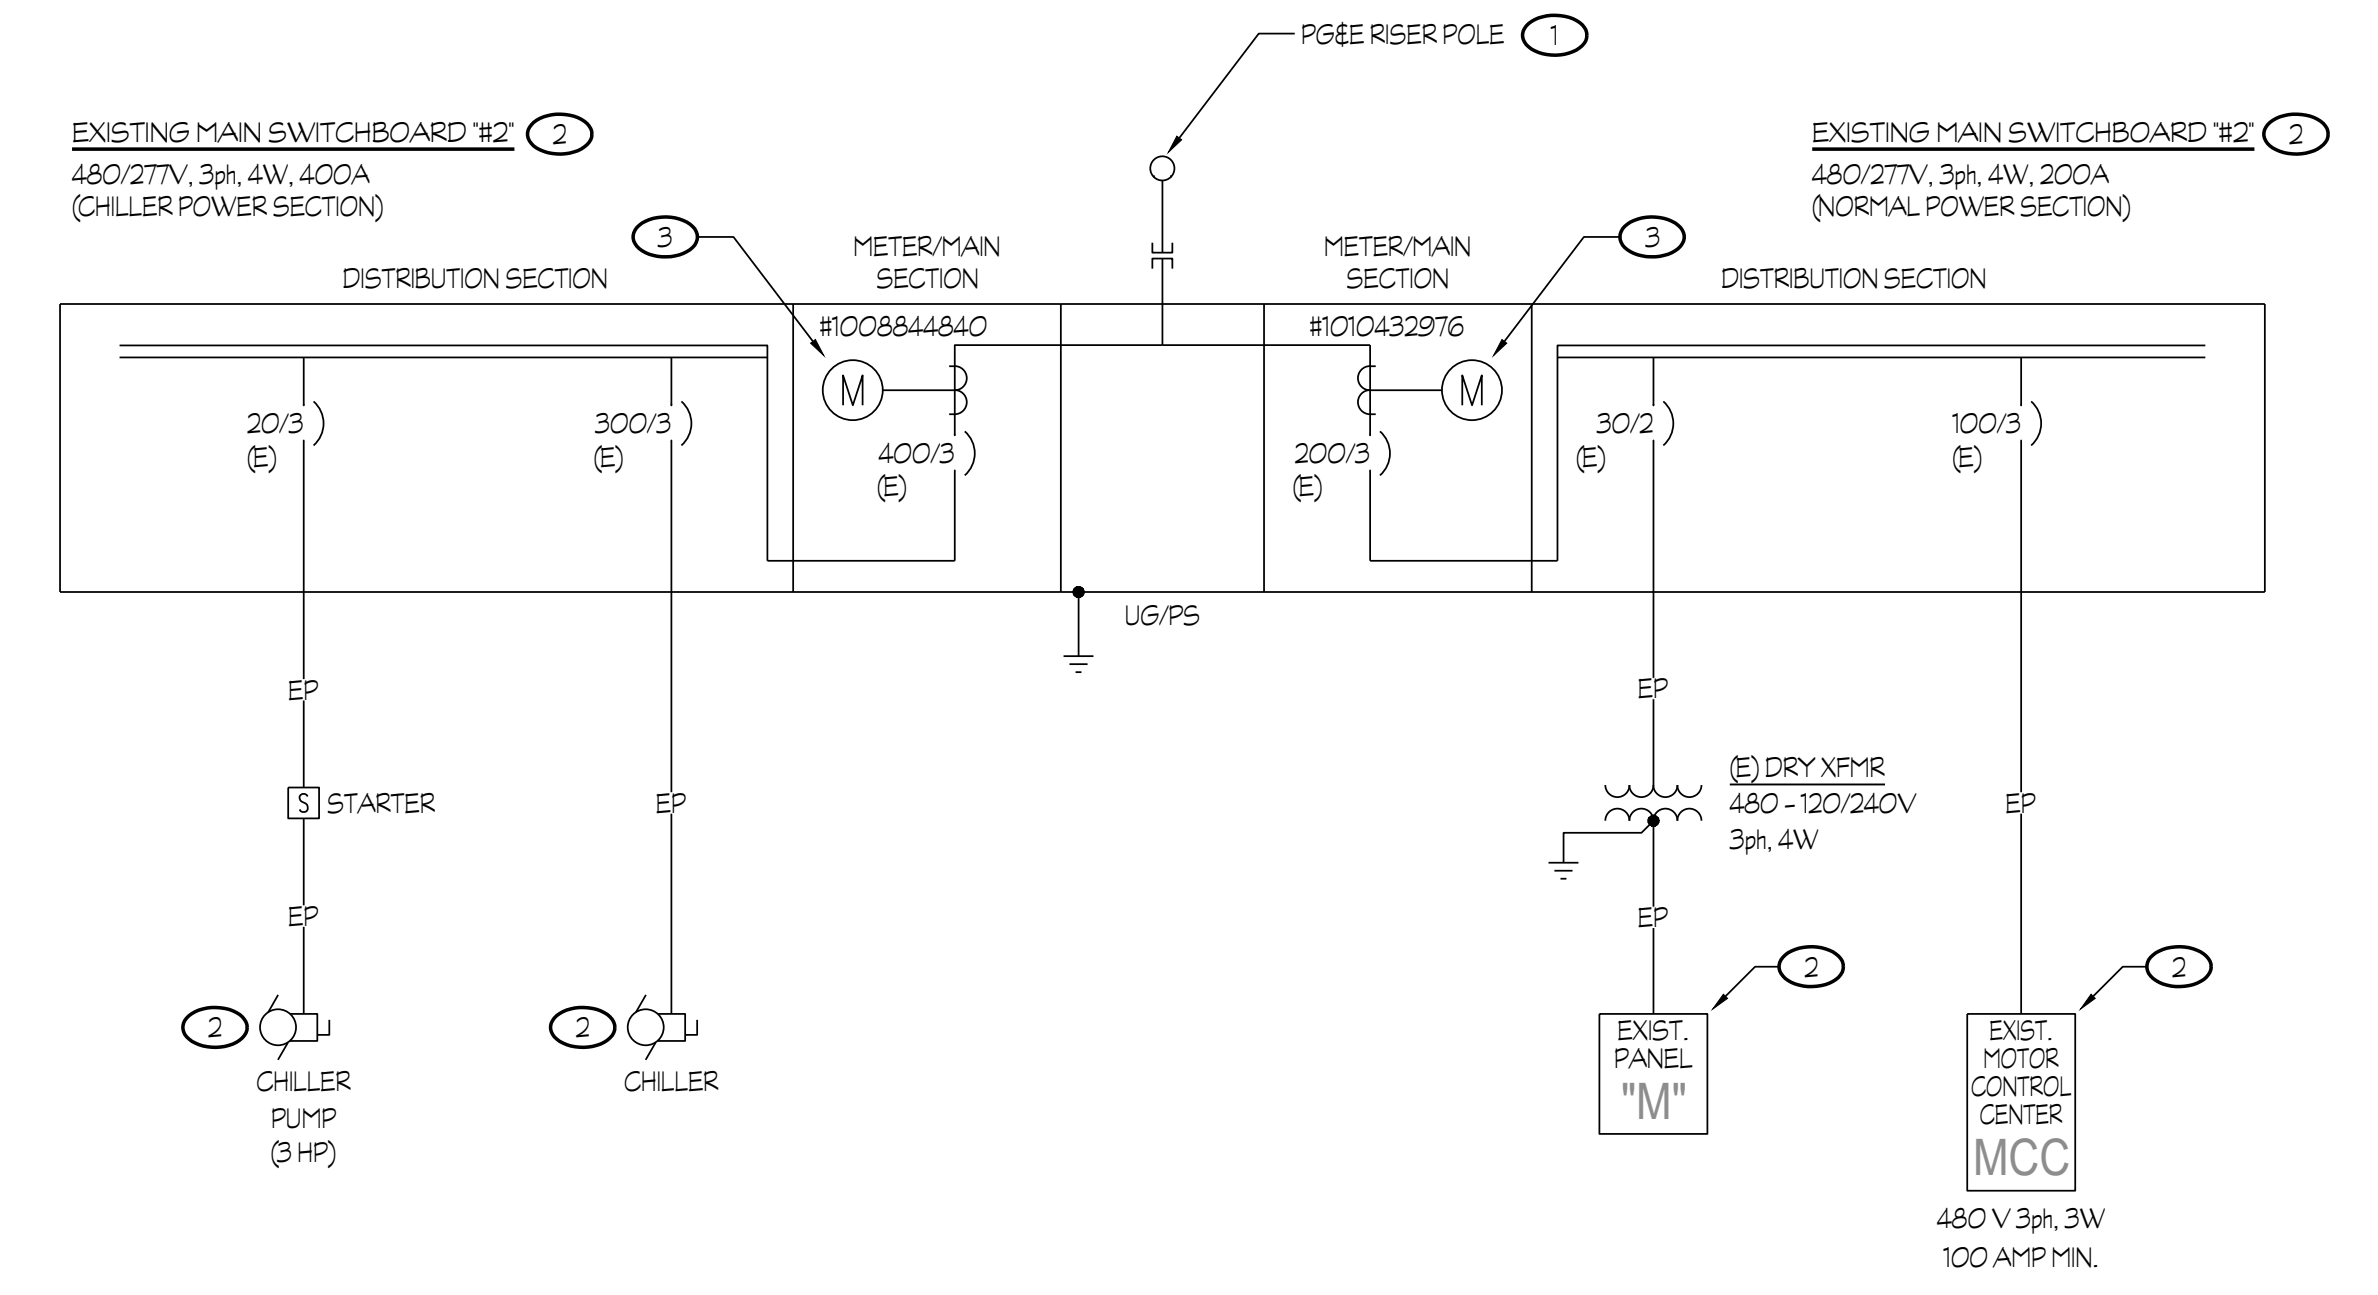 PG&E RISER POLE 1
EXISTING MAIN SWITCHBOARD "#2" 2
480/277V, 3ph, 4W, 400A
(CHILLER POWER SECTION)
EXISTING MAIN SWITCHBOARD "#2" 2
480/277V, 3ph, 4W, 200A
(NORMAL POWER SECTION)
3
METER/MAIN
SECTION
METER/MAIN
SECTION
3
DISTRIBUTION SECTION
DISTRIBUTION SECTION
#1008844840
#1010432976
M
M
20/3
(E)
300/3
(E)
400/3
(E)
200/3
(E)
30/2
(E)
100/3
(E)
UG/PS
EP
EP
S STARTER
EP
(E) DRY XFMR
480 - 120/240V
3ph, 4W
EP
EP
EP
2
2
2
CHILLER
PUMP
(3 HP)
2
CHILLER
EXIST.
PANEL
"M"
EXIST.
MOTOR
CONTROL
CENTER
MCC
480 V 3ph, 3W
100 AMP MIN.